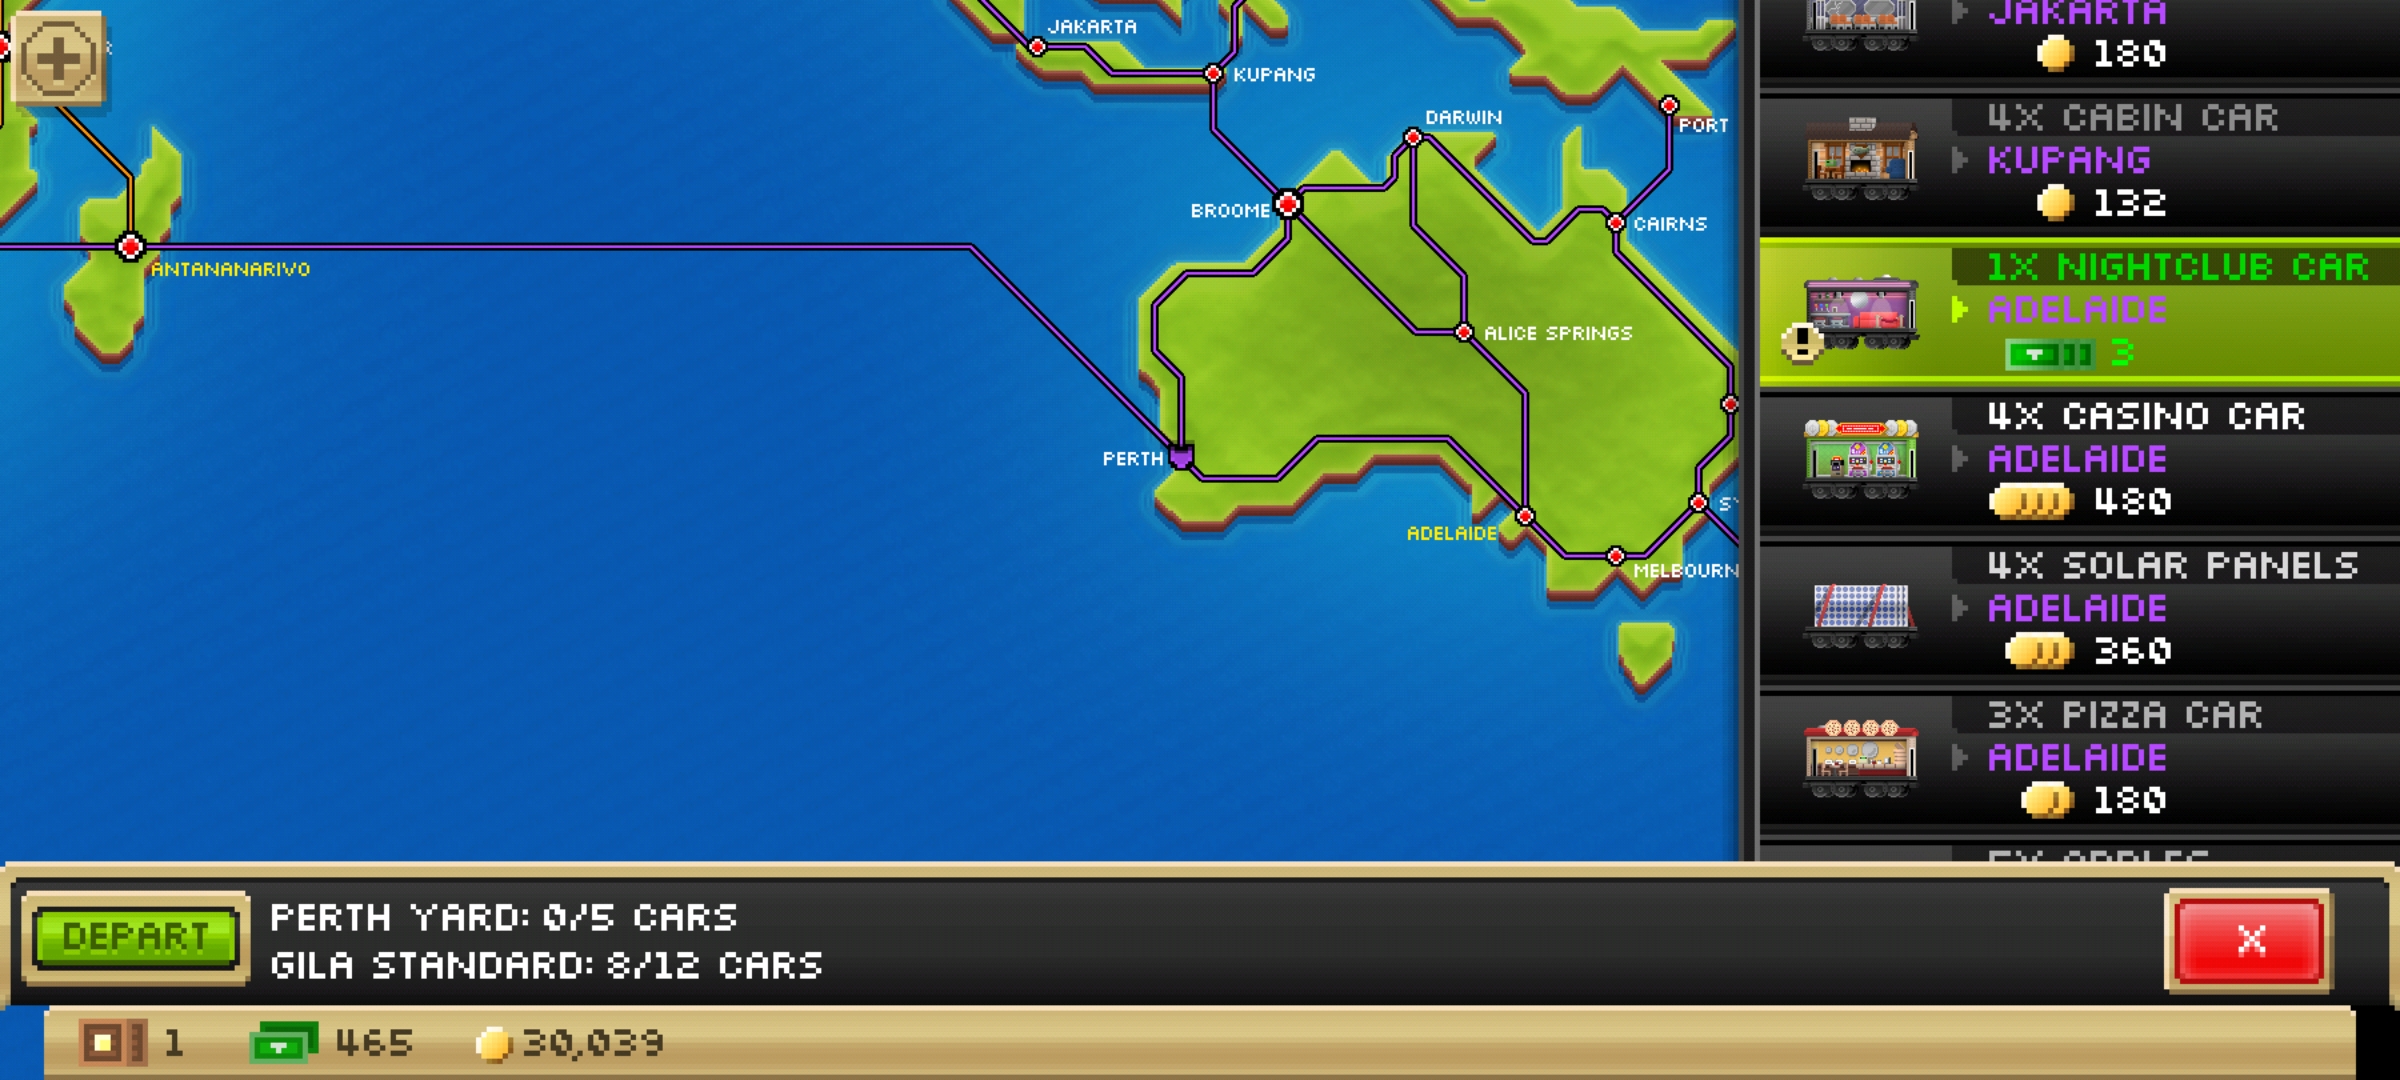 JAKARTA
KUPANG
DARWIN
PORT
BROOME
CAIRNS
ANTANANARIVO
ALICE SPRINGS
PERTH
ADELAIDE
MELBOURN
JAKARTA
180
4X CABIN CAR
KUPANG
132
1X NIGHTCLUB CAR
ADELAIDE
3
4X CASINO CAR
ADELAIDE
480
4X SOLAR PANELS
ADELAIDE
360
3X PIZZA CAR
ADELAIDE
180
DEPART
PERTH YARD: 0/5 CARS
GILA STANDARD: 8/12 CARS
X
1
465
30,039